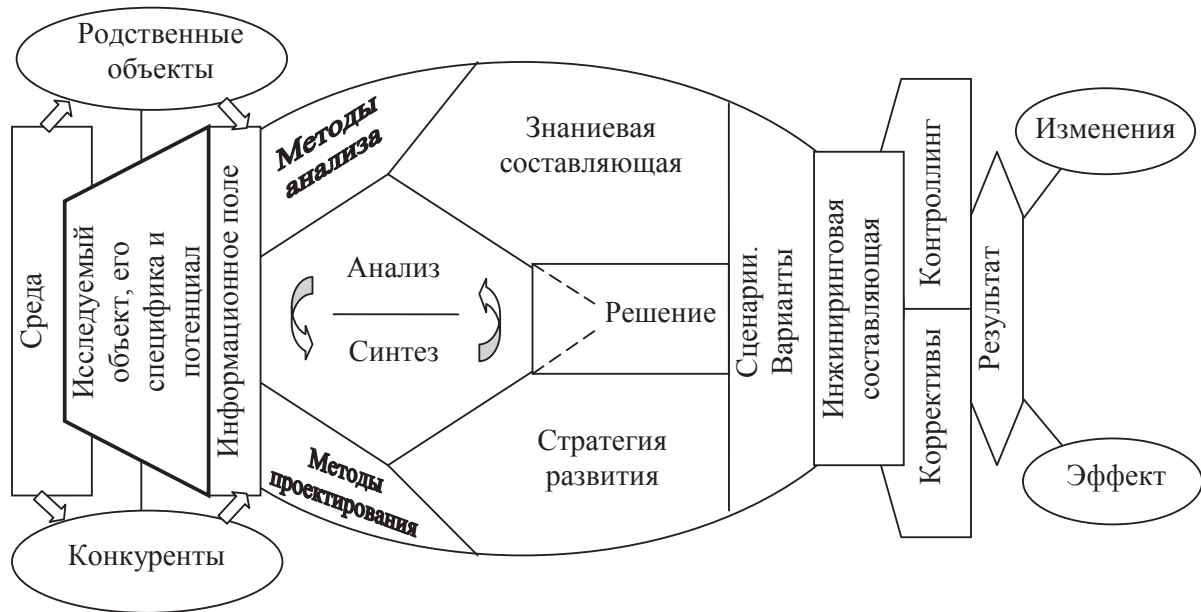 Родственные
объекты
Среда
Исследуемый
объект, его
специфика и
потенциал
Информационное поле
Конкуренты
Методы
анализа
Анализ
Синтез
Методы
проектирования
Знаниевая
составляющая
Решение
Стратегия
развития
Сценарии.
Варианты
Инжиниринговая
составляющая
Контроллинг
Коррективы
Результат
Изменения
Эффект